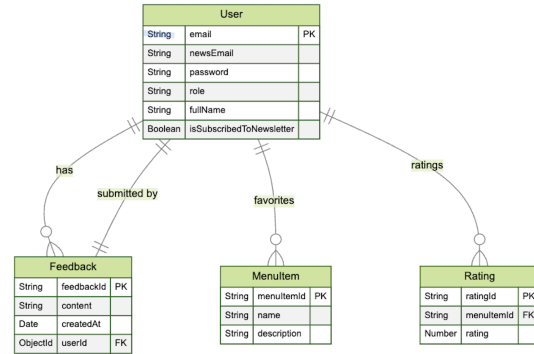 User
String email PK
String newsEmail
String password
String role
String fullName
Boolean isSubscribedToNewsletter
has
submitted by
favorites
ratings
Feedback
String feedbackId PK
String content
Date createdAt
ObjectId userId FK
MenuItem
String menuItemId PK
String name
String description
Rating
String ratingId PK
String menuItemId FK
Number rating